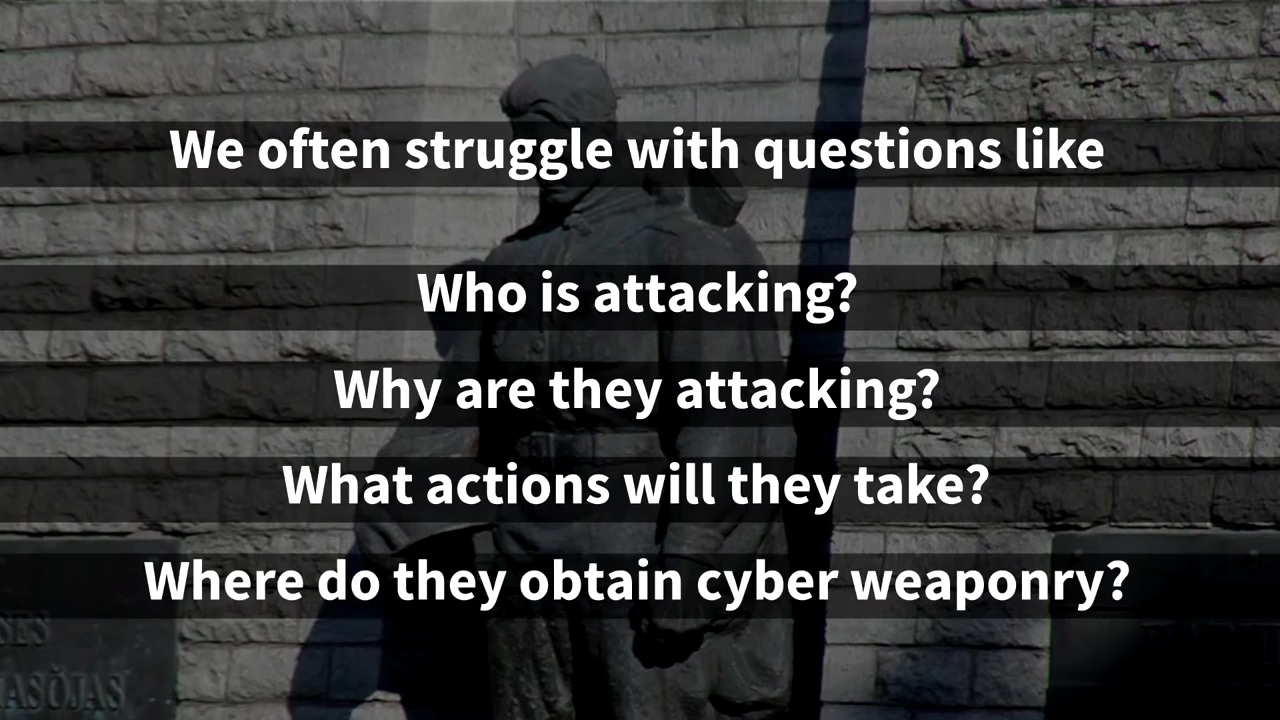 We often struggle with questions like
Who is attacking?
Why are they attacking?
What actions will they take?
Where do they obtain cyber weaponry?